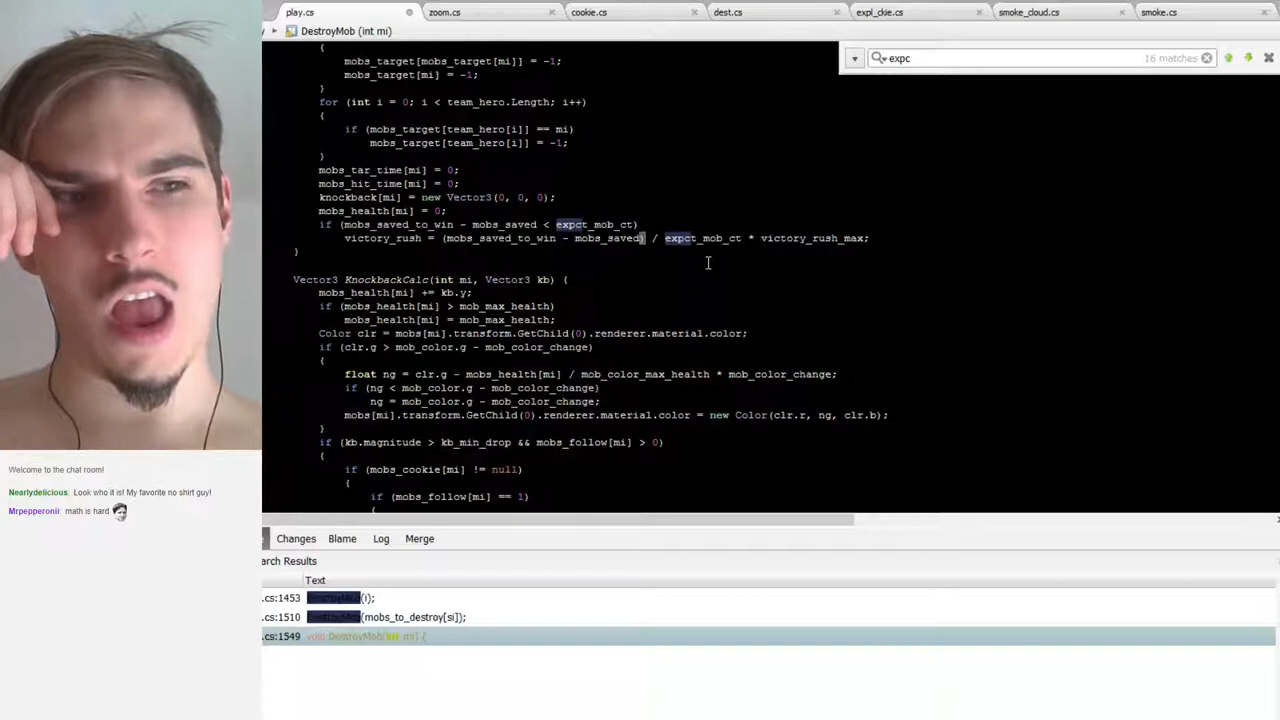 play.cs
zoom.cs
cookie.cs
dest.cs
expl_ckie.cs
smoke_cloud.cs
smoke.cs
DestroyMob (int mi)
expc
16 matches
{
mobs_target[mobs_target[mi]] = -1;
mobs_target[mi] = -1;
}
for (int i = 0; i < team_hero.Length; i++)
{
if (mobs_target[team_hero[i]] == mi)
mobs_target[team_hero[i]] = -1;
}
mobs_tar_time[mi] = 0;
mobs_hit_time[mi] = 0;
knockback[mi] = new Vector3(0, 0, 0);
mobs_health[mi] = 0;
if (mobs_saved_to_win - mobs_saved < expct_mob_ct)
victory_rush = (mobs_saved_to_win - mobs_saved) / expct_mob_ct * victory_rush_max;
}
Vector3 KnockbackCalc(int mi, Vector3 kb) {
mobs_health[mi] += kb.y;
if (mobs_health[mi] > mob_max_health)
mobs_health[mi] = mob_max_health;
Color clr = mobs[mi].transform.GetChild(0).renderer.material.color;
if (clr.g > mob_color.g - mob_color_change)
{
float ng = clr.g - mobs_health[mi] / mob_color_max_health * mob_color_change;
if (ng < mob_color.g - mob_color_change)
ng = mob_color.g - mob_color_change;
mobs[mi].transform.GetChild(0).renderer.material.color = new Color(clr.r, ng, clr.b);
}
if (kb.magnitude > kb_min_drop && mobs_follow[mi] > 0)
{
if (mobs_cookie[mi] != null)
{
if (mobs_follow[mi] == 1)
{
Welcome to the chat room!
Nearlydelicious: Look who it is! My favorite no shirt guy!
Mrpepperonii: math is hard
Changes
Blame
Log
Merge
arch Results
Text
.cs:1453 DestroyMob(i);
.cs:1510 DestroyMob(mobs_to_destroy[si]);
.cs:1549 void DestroyMob(int mi) {